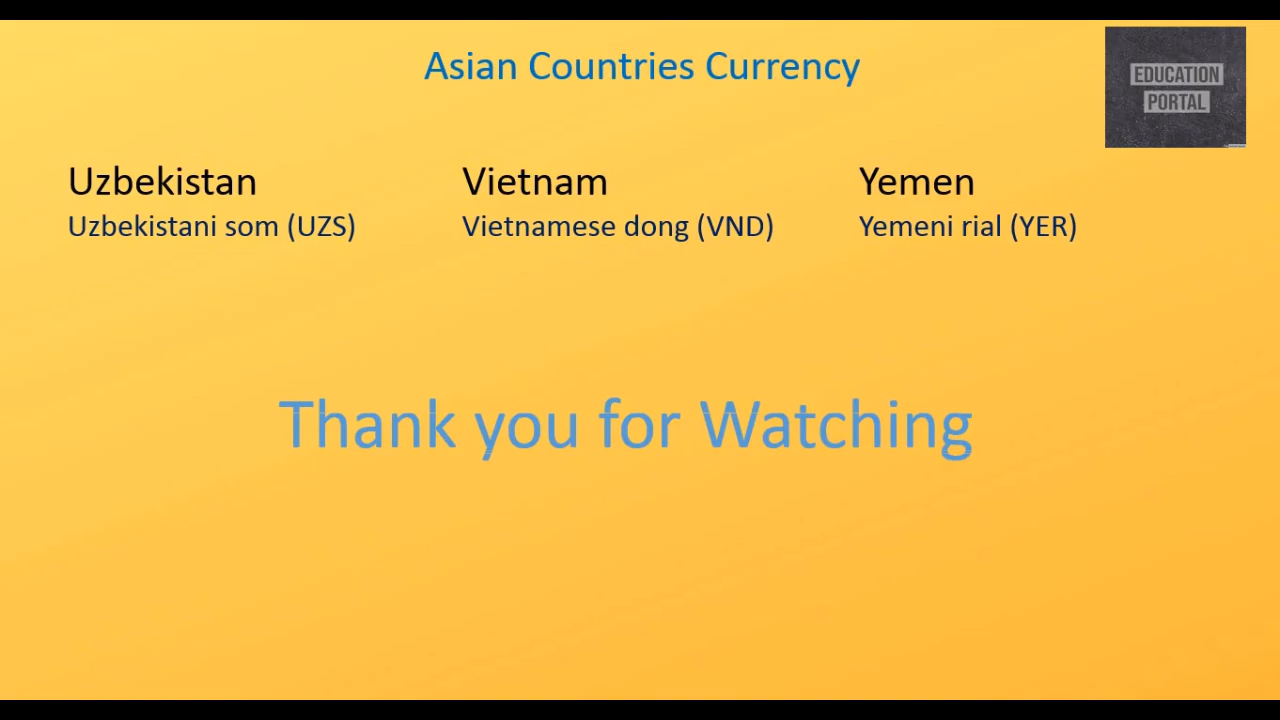 Asian Countries Currency
EDUCATION
PORTAL
Uzbekistan
Uzbekistani som (UZS)
Vietnam
Vietnamese dong (VND)
Yemen
Yemeni rial (YER)
Thank you for Watching